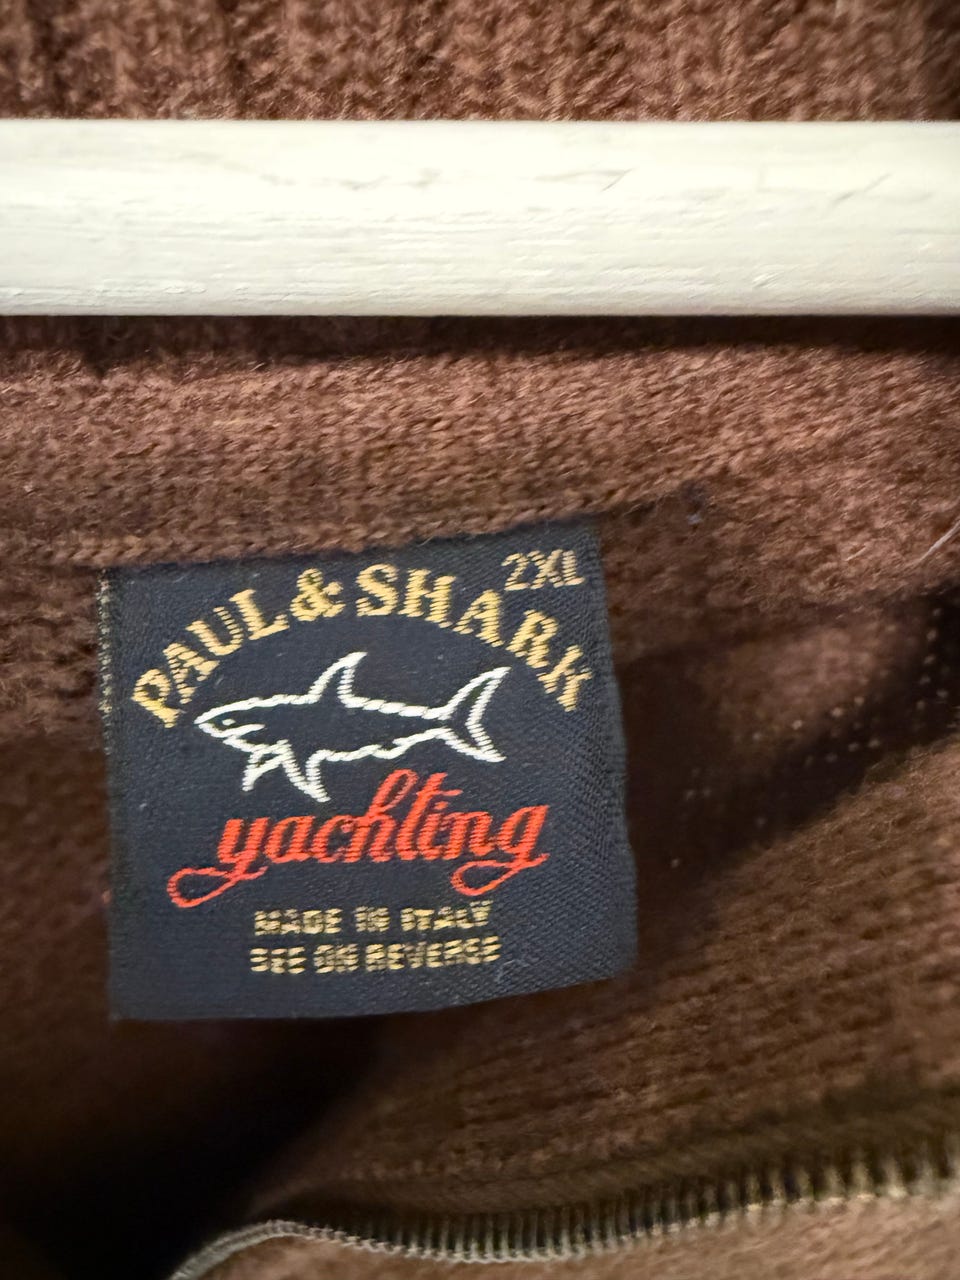 2XL
PAUL & SHARK
yachting
MADE IN ITALY
SEE ON REVERSE